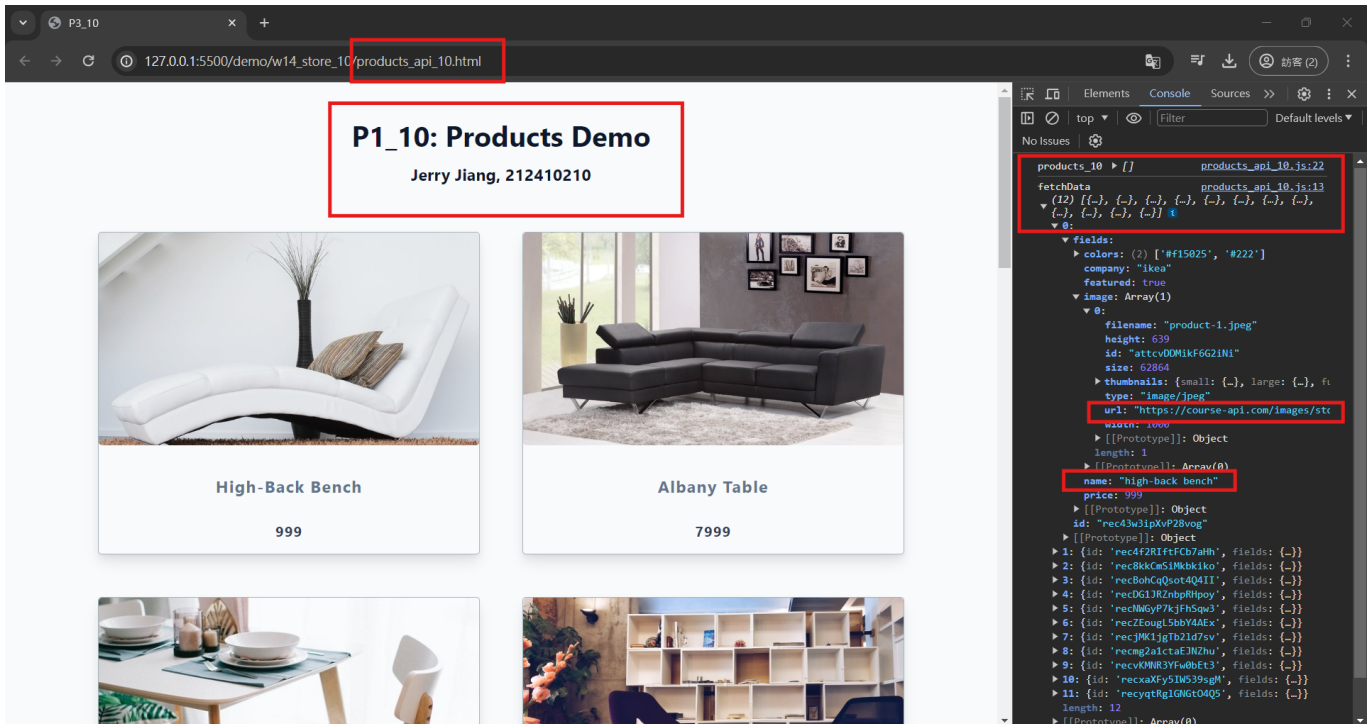 P3_10
127.0.0.1:5500/demo/w14_store_10/products_api_10.html
訪客 (2)
P1_10: Products Demo
Jerry Jiang, 212410210
High-Back Bench
999
Albany Table
7999
Elements Console Sources
top Filter Default levels
No Issues
products_10 [] products_api_10.js:22
fetchData products_api_10.js:13
(12) [{…}, {…}, {…}, {…}, {…}, {…}, {…}, {…},
{…}, {…}, {…}, {…}]
0:
fields:
colors: (2) ['#f15025', '#222']
company: "ikea"
featured: true
image: Array(1)
0:
filename: "product-1.jpeg"
height: 639
id: "attcvDDMikF6G2iNi"
size: 62864
thumbnails: {small: {…}, large: {…}, fu
type: "image/jpeg"
url: "https://course-api.com/images/sto
width: 1000
[[Prototype]]: Object
length: 1
[[Prototype]]: Array(0)
name: "high-back bench"
price: 999
[[Prototype]]: Object
id: "rec43w3ipXvP28vog"
[[Prototype]]: Object
1: {id: 'rec4f2RIftFCb7aHh', fields: {…}}
2: {id: 'rec8kkCmSiMkbkiko', fields: {…}}
3: {id: 'recBohCqQsot4Q4II', fields: {…}}
4: {id: 'recDG1JRZnbpRHpoy', fields: {…}}
5: {id: 'recNWGyP7kjFhSqw3', fields: {…}}
6: {id: 'recZEougL5bbY4AEx', fields: {…}}
7: {id: 'recjMK1jgTb2ld7sv', fields: {…}}
8: {id: 'recmg2a1ctaEJNZhu', fields: {…}}
9: {id: 'recvKMNR3YFw0bEt3', fields: {…}}
10: {id: 'recxaXFy5IW539sgM', fields: {…}}
11: {id: 'recyqtRglGNGtO4Q5', fields: {…}}
length: 12
[[Prototype]]: Array(0)